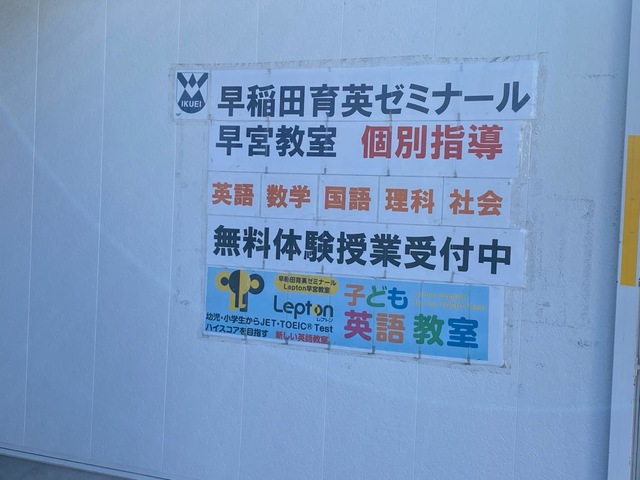 IKUEI
早稲田育英ゼミナール
早宮教室 個別指導
英語 数学 国語 理科 社会
無料体験授業受付中
早稲田育英ゼミナール
Lepton早宮教室
Lepton
レプトン
幼児・小学生からJET・TOEIC® Test
ハイスコアを目指す 新しい英語教室
子ども
英語教室